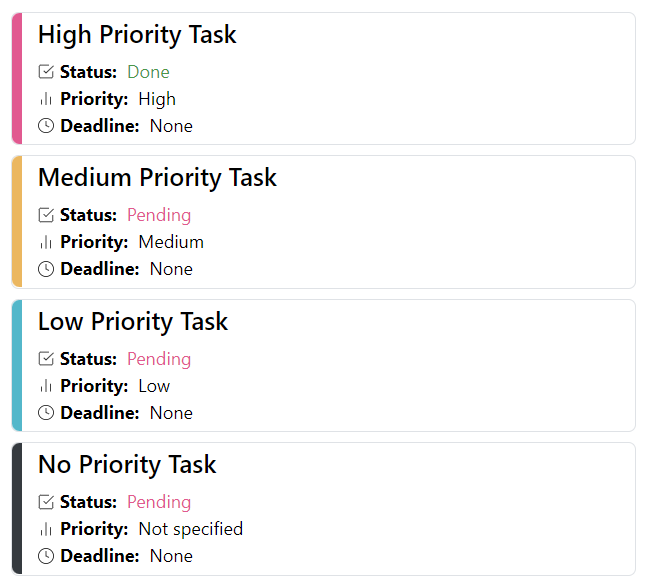 High Priority Task
Status: Done
Priority: High
Deadline: None
Medium Priority Task
Status: Pending
Priority: Medium
Deadline: None
Low Priority Task
Status: Pending
Priority: Low
Deadline: None
No Priority Task
Status: Pending
Priority: Not specified
Deadline: None